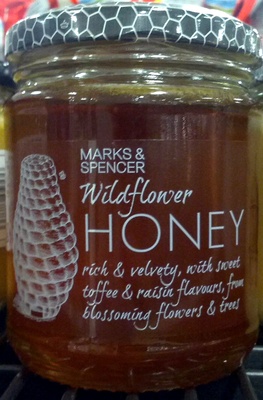 MARKS &
SPENCER
Wildflower
HONEY
rich & velvety, with sweet
toffee & raisin flavours, from
blossoming flowers & trees